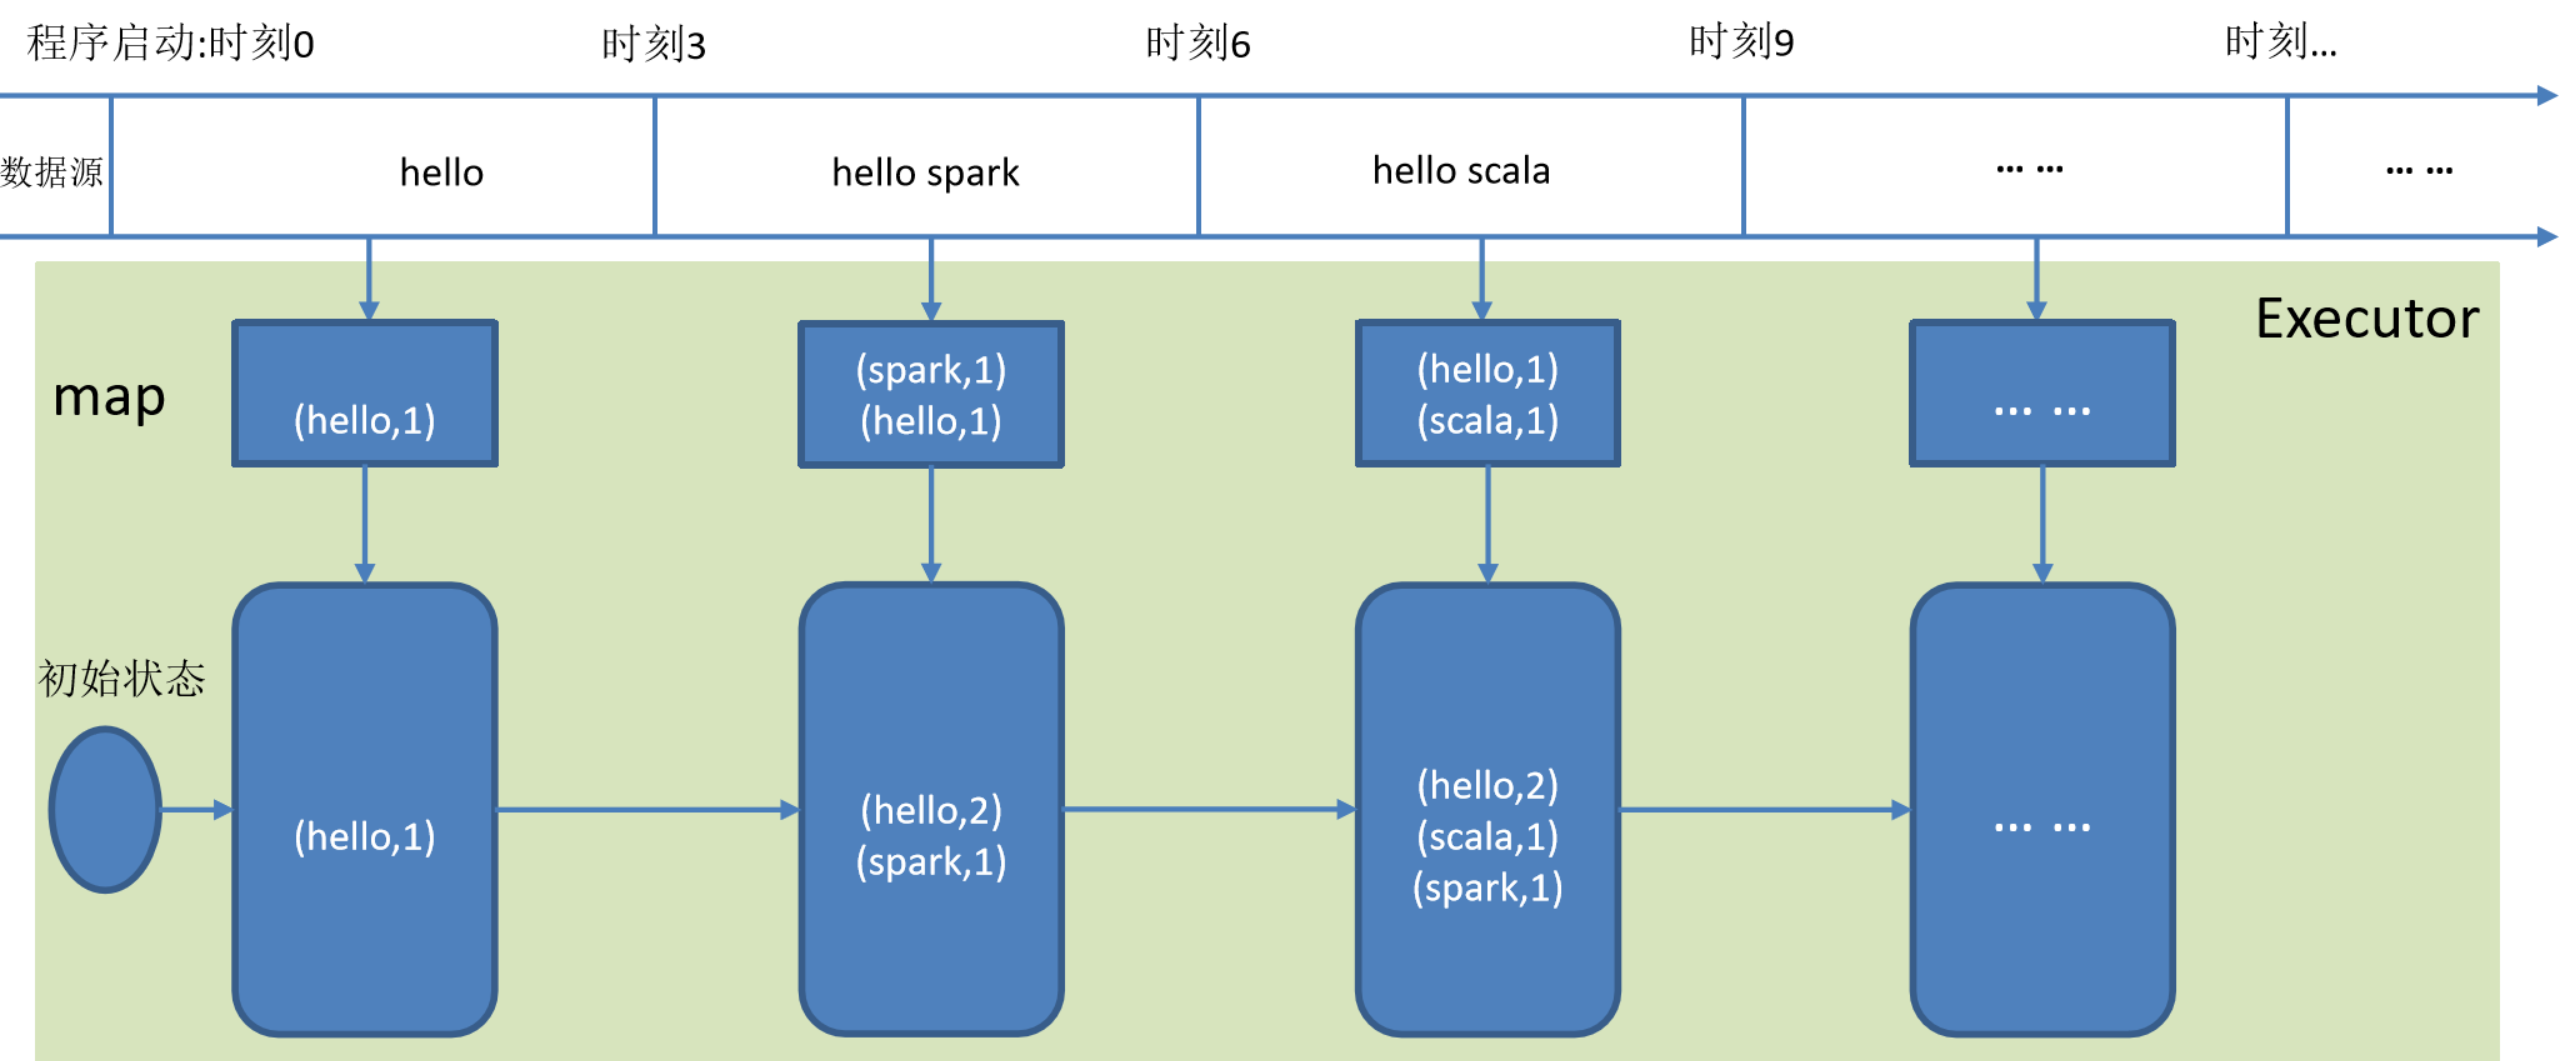 程序启动:时刻0
时刻3
时刻6
时刻9
时刻...
数据源
hello
hello spark
hello scala
... ...
... ...
Executor
map
(hello,1)
(spark,1)
(hello,1)
(hello,1)
(scala,1)
... ...
初始状态
(hello,1)
(hello,2)
(spark,1)
(hello,2)
(scala,1)
(spark,1)
... ...